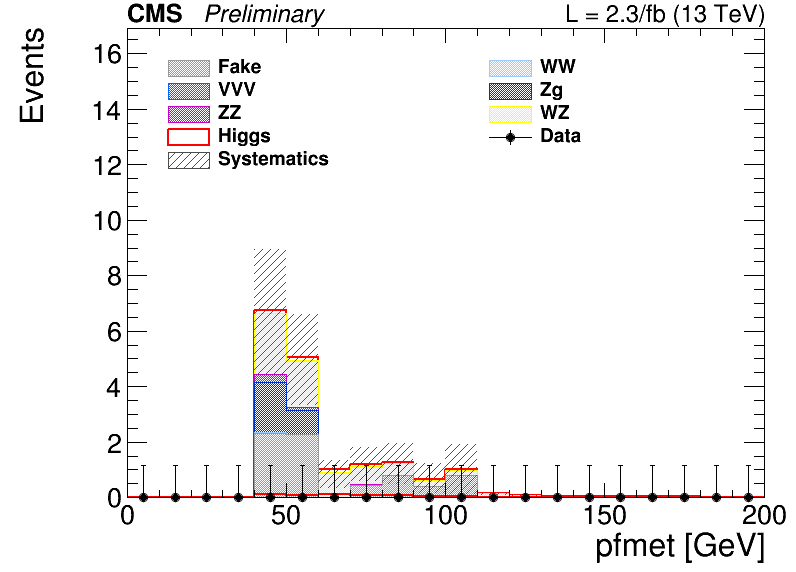 CMS Preliminary L = 2.3/fb (13 TeV)
Events
16
14
12
10
8
6
4
2
0
Fake WW
VVV Zg
ZZ WZ
Higgs Data
Systematics
0 50 100 150 200
pfmet [GeV]